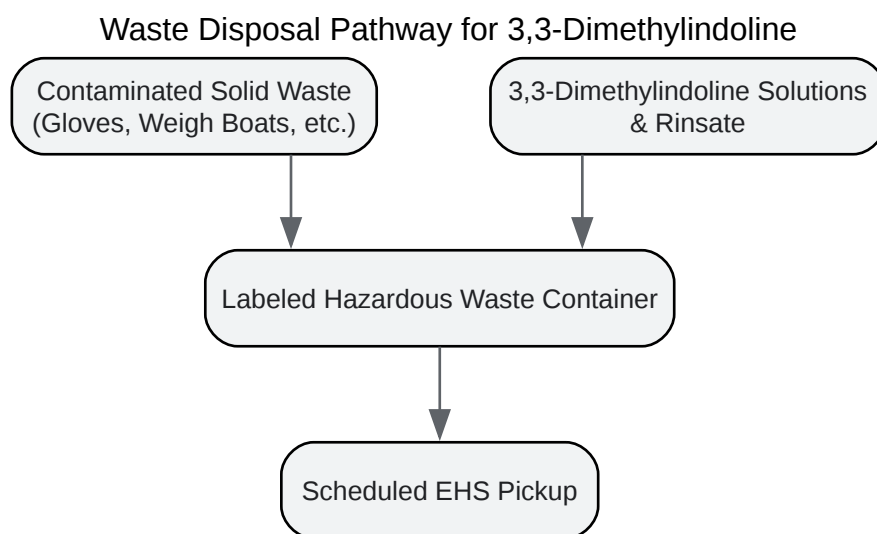 Waste Disposal Pathway for 3,3-Dimethylindoline
Contaminated Solid Waste
(Gloves, Weigh Boats, etc.)
3,3-Dimethylindoline Solutions
& Rinsate
Labeled Hazardous Waste Container
Scheduled EHS Pickup